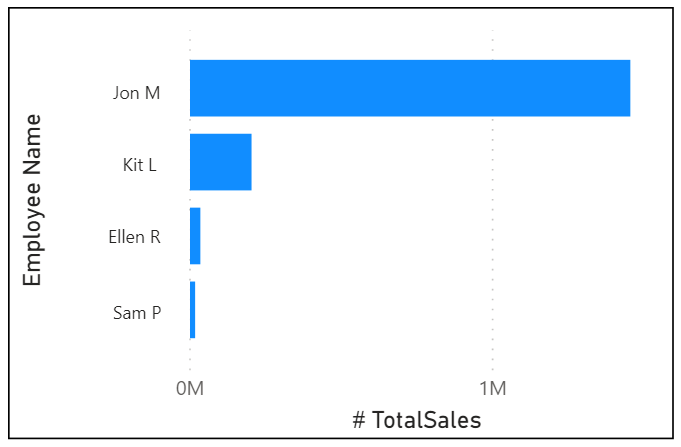 Employee Name
Jon M
Kit L
Ellen R
Sam P
0M
1M
# TotalSales